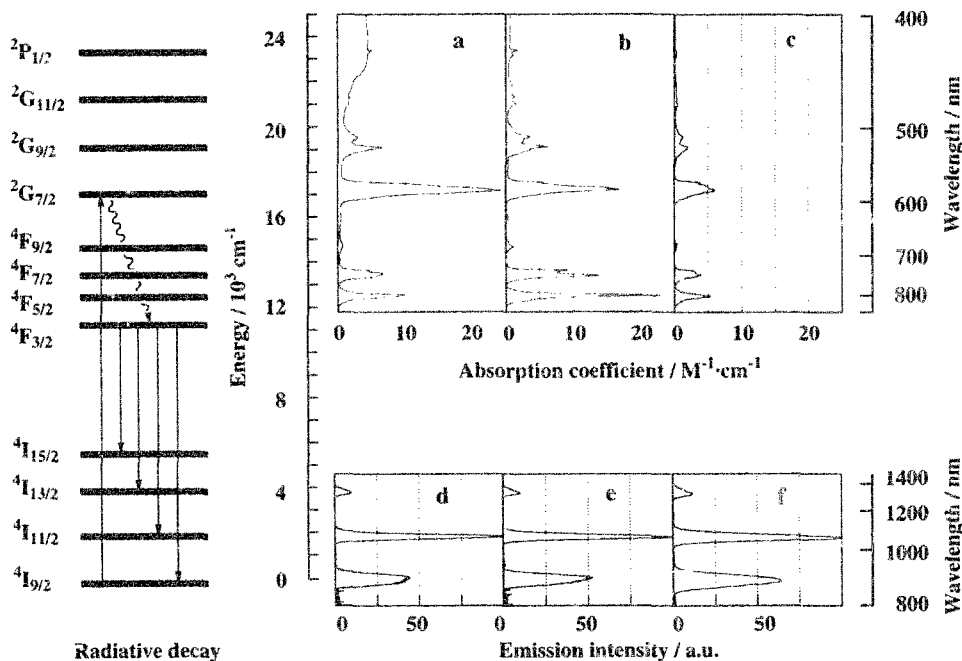 ²P₁/₂
²G₁₁/₂
²G₉/₂
²G₇/₂
⁴F₉/₂
⁴F₇/₂
⁴F₅/₂
⁴F₃/₂
⁴I₁₅/₂
⁴I₁₃/₂
⁴I₁₁/₂
⁴I₉/₂
Radiative decay
Energy / 10³ cm⁻¹
24
20
16
12
8
4
0
a
b
c
0 10 20 0 10 20 0 10 20
Absorption coefficient / M⁻¹·cm⁻¹
400
500
600
700
800
Wavelength / nm
d
e
f
0 50 0 50 0 50
Emission intensity / a.u.
1400
1200
1000
800
Wavelength / nm